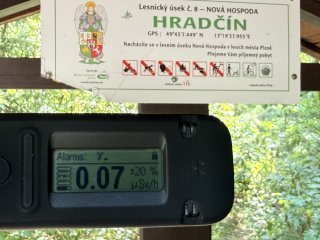 Lesnický úsek č. 8 – NOVÁ HOSPODA
HRADČÍN
GPS: 49°43'7.449"N 13°19'37.953"E
Nacházíte se v lesním úseku Nová Hospoda v lesích města Plzně
Přejeme Vám příjemný pobyt
Alarms:
0.07 ±20 %
µSv/h